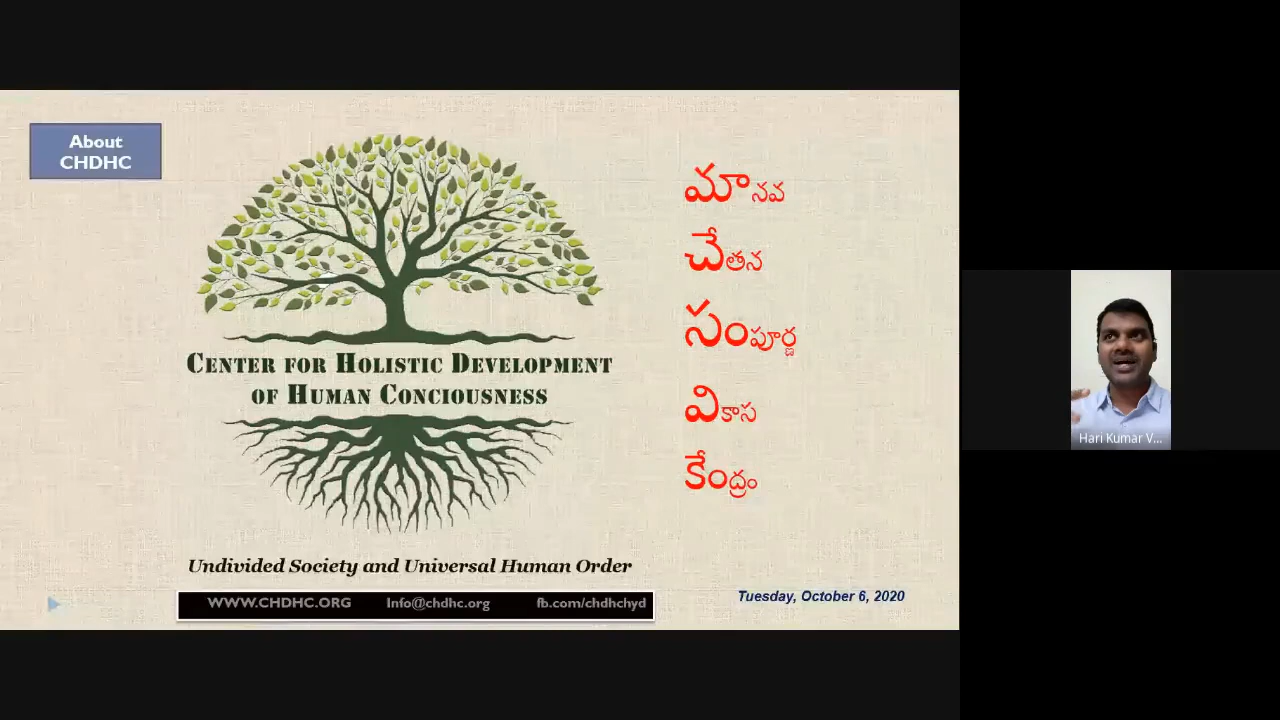 About
CHDHC
CENTER FOR HOLISTIC DEVELOPMENT
OF HUMAN CONCIOUSNESS
Undivided Society and Universal Human Order
WWW.CHDHC.ORG Info@chdhc.org fb.com/chdhchyd
మానవ
చేతన
సంపూర్ణ
వికాస
కేంద్రం
Tuesday, October 6, 2020
Hari Kumar V...